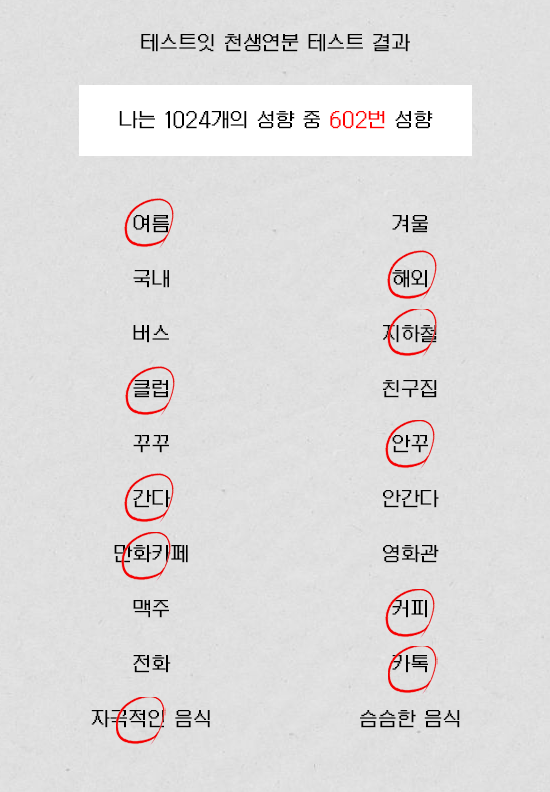 테스트잇 천생연분 테스트 결과
나는 1024개의 성향 중 602번 성향
여름 겨울
국내 해외
버스 지하철
클럽 친구집
꾸꾸 안꾸
간다 안간다
만화카페 영화관
맥주 커피
전화 카톡
자극적인 음식 슴슴한 음식